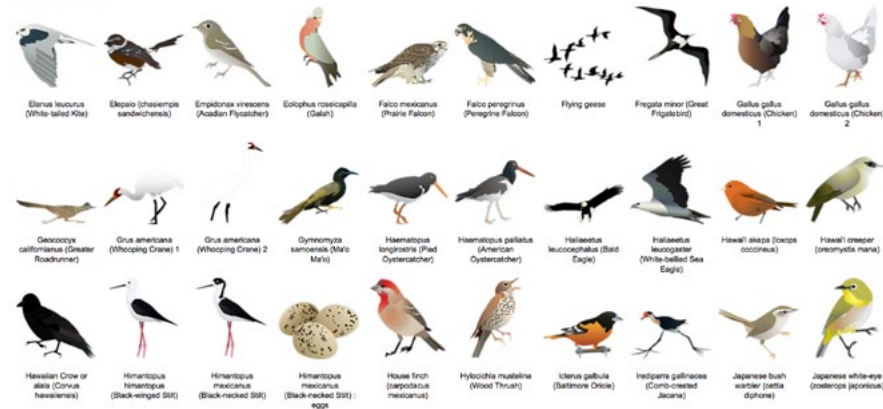 Elanus leucurus
(White-tailed Kite)
Elepaio (chasiempis
sandwichensis)
Empidonax virescens
(Acadian Flycatcher)
Eolophus roseicapilla
(Galah)
Falco mexicanus
(Prairie Falcon)
Falco peregrinus
(Peregrine Falcon)
Flying geese
Fregata minor (Great
Frigatebird)
Gallus gallus
domesticus (Chicken)
1
Gallus gallus
domesticus (Chicken)
2
Geococcyx
californianus (Greater
Roadrunner)
Grus americana
(Whooping Crane) 1
Grus americana
(Whooping Crane) 2
Gymnomyza
samoensis (Ma'o
Ma'o)
Haematopus
longirostris (Pied
Oystercatcher)
Haematopus palliatus
(American
Oystercatcher)
Haliaeetus
leucocephalus (Bald
Eagle)
Haliaeetus
leucogaster
(White-bellied Sea
Eagle)
Hawai'i akepa (loxops
coccineus)
Hawai'i creeper
(oreomystis mana)
Hawaiian Crow or
alala (Corvus
hawaiiensis)
Himantopus
himantopus
(Black-winged Stilt)
Himantopus
mexicanus
(Black-necked Stilt)
Himantopus
mexicanus
(Black-necked Stilt) :
eggs
House finch
(carpodacus
mexicanus)
Hylocichla mustelina
(Wood Thrush)
Icterus galbula
(Baltimore Oriole)
Irediparra gallinacea
(Comb-crested
Jacana)
Japanese bush
warbler (cettia
diphone)
Japanese white-eye
(zosterops japonicus)